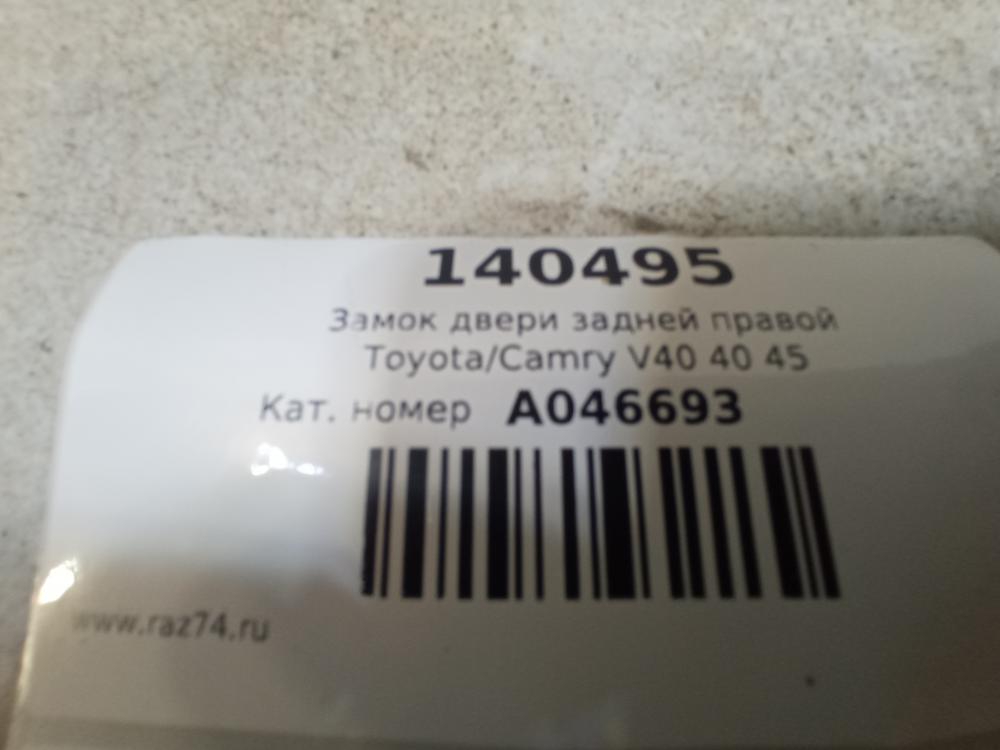 140495
Замок двери задней правой
Toyota/Camry V40 40 45
Кат. номер A046693
www.raz74.ru